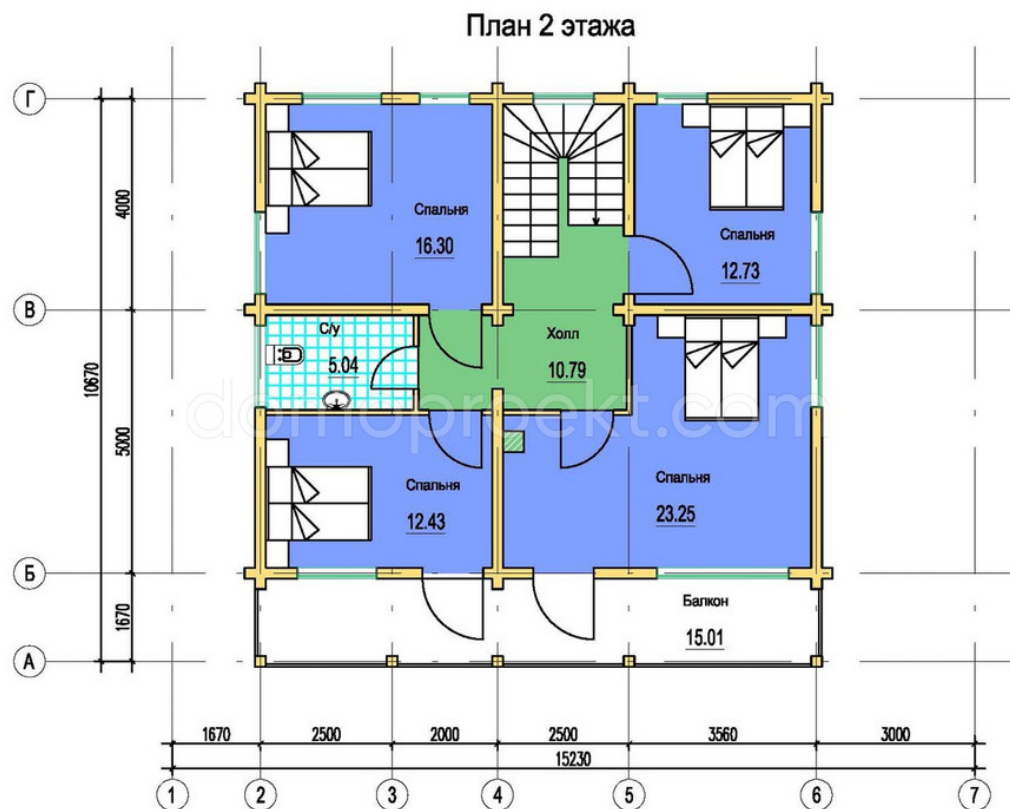 План 2 этажа
Г
В
Б
А
4000
5000
1670
10670
Спальня
16.30
Спальня
12.73
С/у
5.04
Холл
10.79
domoproekt.com
Спальня
12.43
Спальня
23.25
Балкон
15.01
1670 2500 2000 2500 3560 3000
15230
1 2 3 4 5 6 7